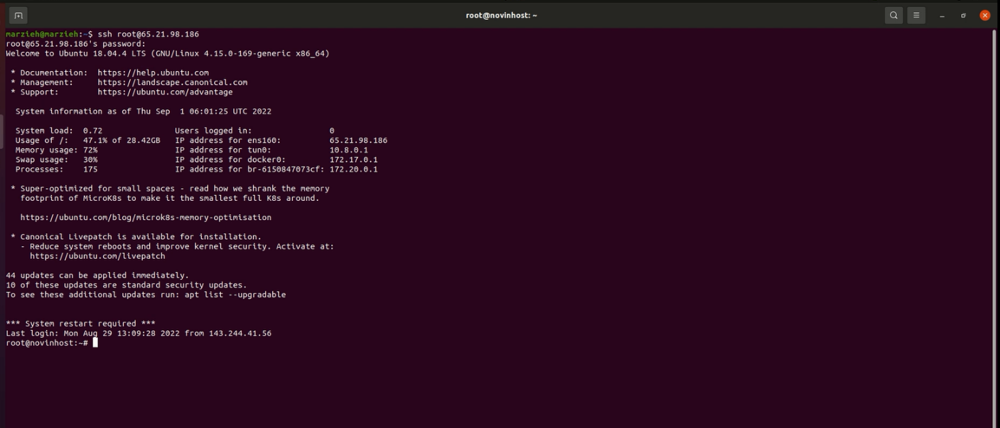 root@novinhost: ~
marzieh@marzieh:~$ ssh root@65.21.98.186
root@65.21.98.186's password:
Welcome to Ubuntu 18.04.4 LTS (GNU/Linux 4.15.0-169-generic x86_64)
* Documentation:  https://help.ubuntu.com
* Management:     https://landscape.canonical.com
* Support:        https://ubuntu.com/advantage
System information as of Thu Sep  1 06:01:25 UTC 2022
System load:  0.72               Users logged in:                0
Usage of /:   47.1% of 28.42GB   IP address for ens160:          65.21.98.186
Memory usage: 72%                IP address for tun0:            10.8.0.1
Swap usage:   30%                IP address for docker0:         172.17.0.1
Processes:    175                IP address for br-6150847073cf: 172.20.0.1
* Super-optimized for small spaces - read how we shrank the memory
footprint of MicroK8s to make it the smallest full K8s around.
https://ubuntu.com/blog/microk8s-memory-optimisation
* Canonical Livepatch is available for installation.
- Reduce system reboots and improve kernel security. Activate at:
https://ubuntu.com/livepatch
44 updates can be applied immediately.
10 of these updates are standard security updates.
To see these additional updates run: apt list --upgradable
*** System restart required ***
Last login: Mon Aug 29 13:09:28 2022 from 143.244.41.56
root@novinhost:~#